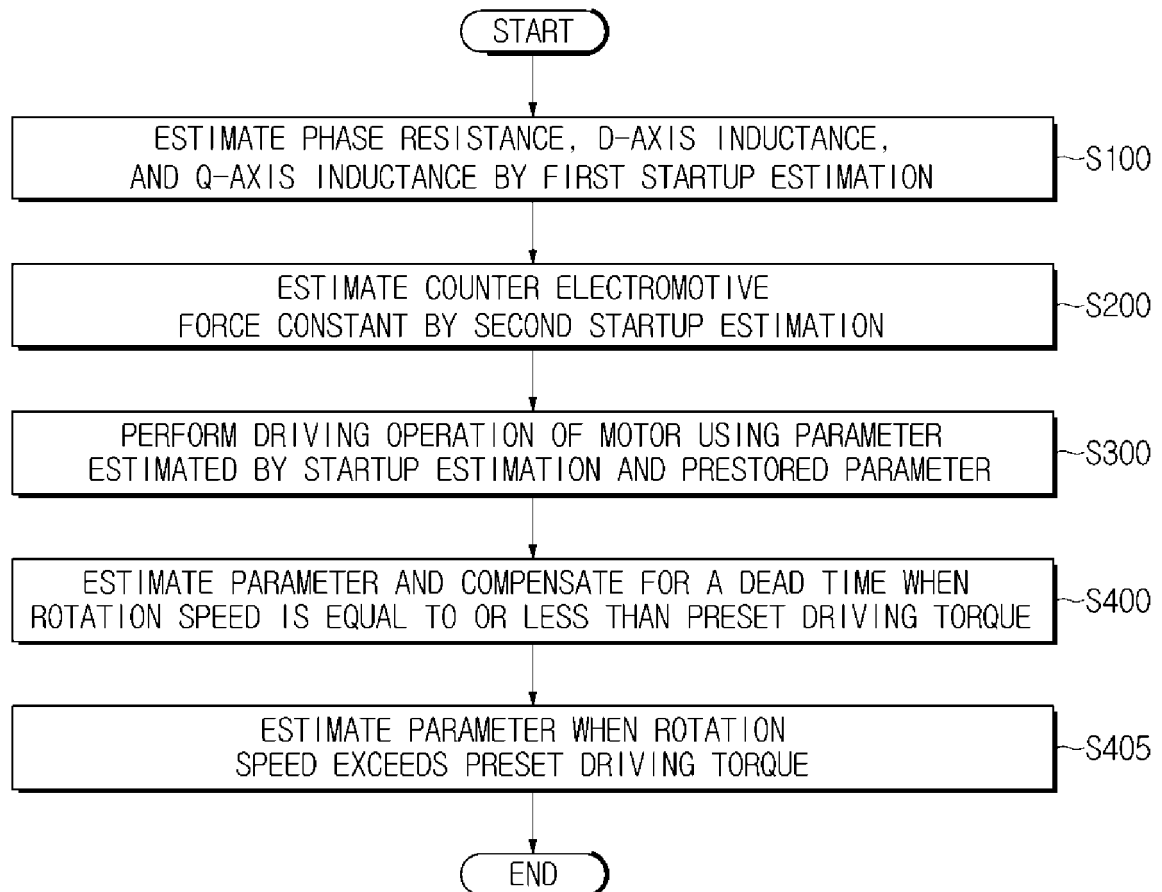 START
ESTIMATE PHASE RESISTANCE, D-AXIS INDUCTANCE,
AND Q-AXIS INDUCTANCE BY FIRST STARTUP ESTIMATION
~S100
ESTIMATE COUNTER ELECTROMOTIVE
FORCE CONSTANT BY SECOND STARTUP ESTIMATION
~S200
PERFORM DRIVING OPERATION OF MOTOR USING PARAMETER
ESTIMATED BY STARTUP ESTIMATION AND PRESTORED PARAMETER
~S300
ESTIMATE PARAMETER AND COMPENSATE FOR A DEAD TIME WHEN
ROTATION SPEED IS EQUAL TO OR LESS THAN PRESET DRIVING TORQUE
~S400
ESTIMATE PARAMETER WHEN ROTATION
SPEED EXCEEDS PRESET DRIVING TORQUE
~S405
END